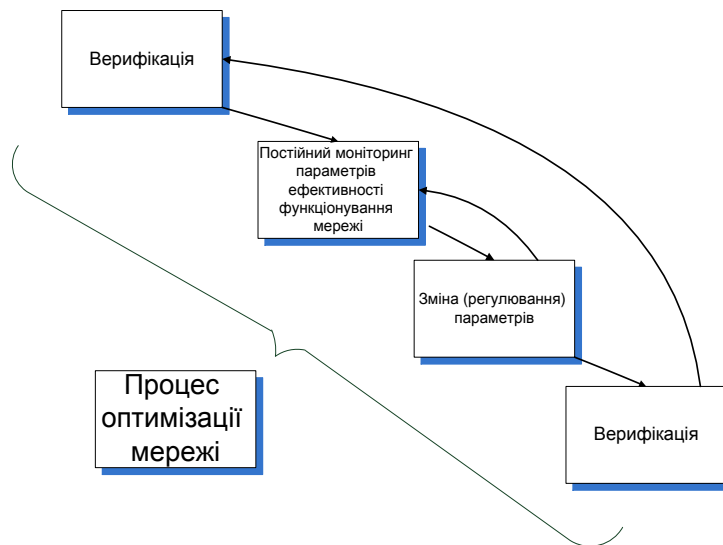 Верифікація
Постійний моніторинг
параметрів
ефективності
функціонування
мережі
Зміна (регулювання)
параметрів
Процес
оптимізації
мережі
Верифікація